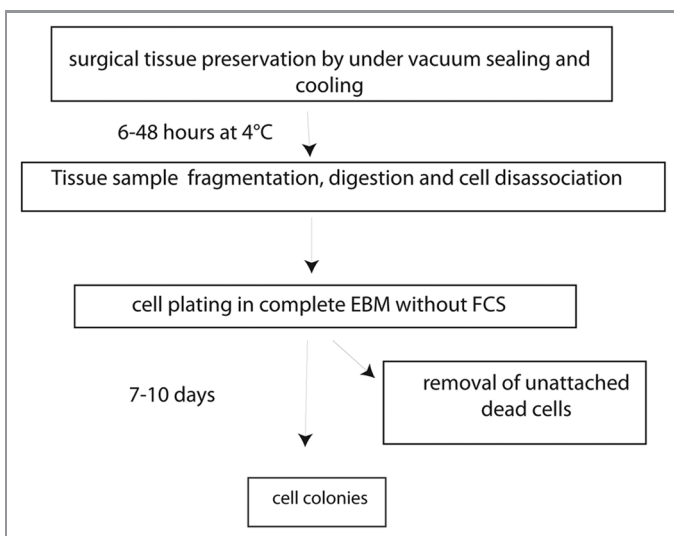 surgical tissue preservation by under vacuum sealing and
cooling
6-48 hours at 4°C
Tissue sample fragmentation, digestion and cell disassociation
cell plating in complete EBM without FCS
7-10 days
removal of unattached
dead cells
cell colonies